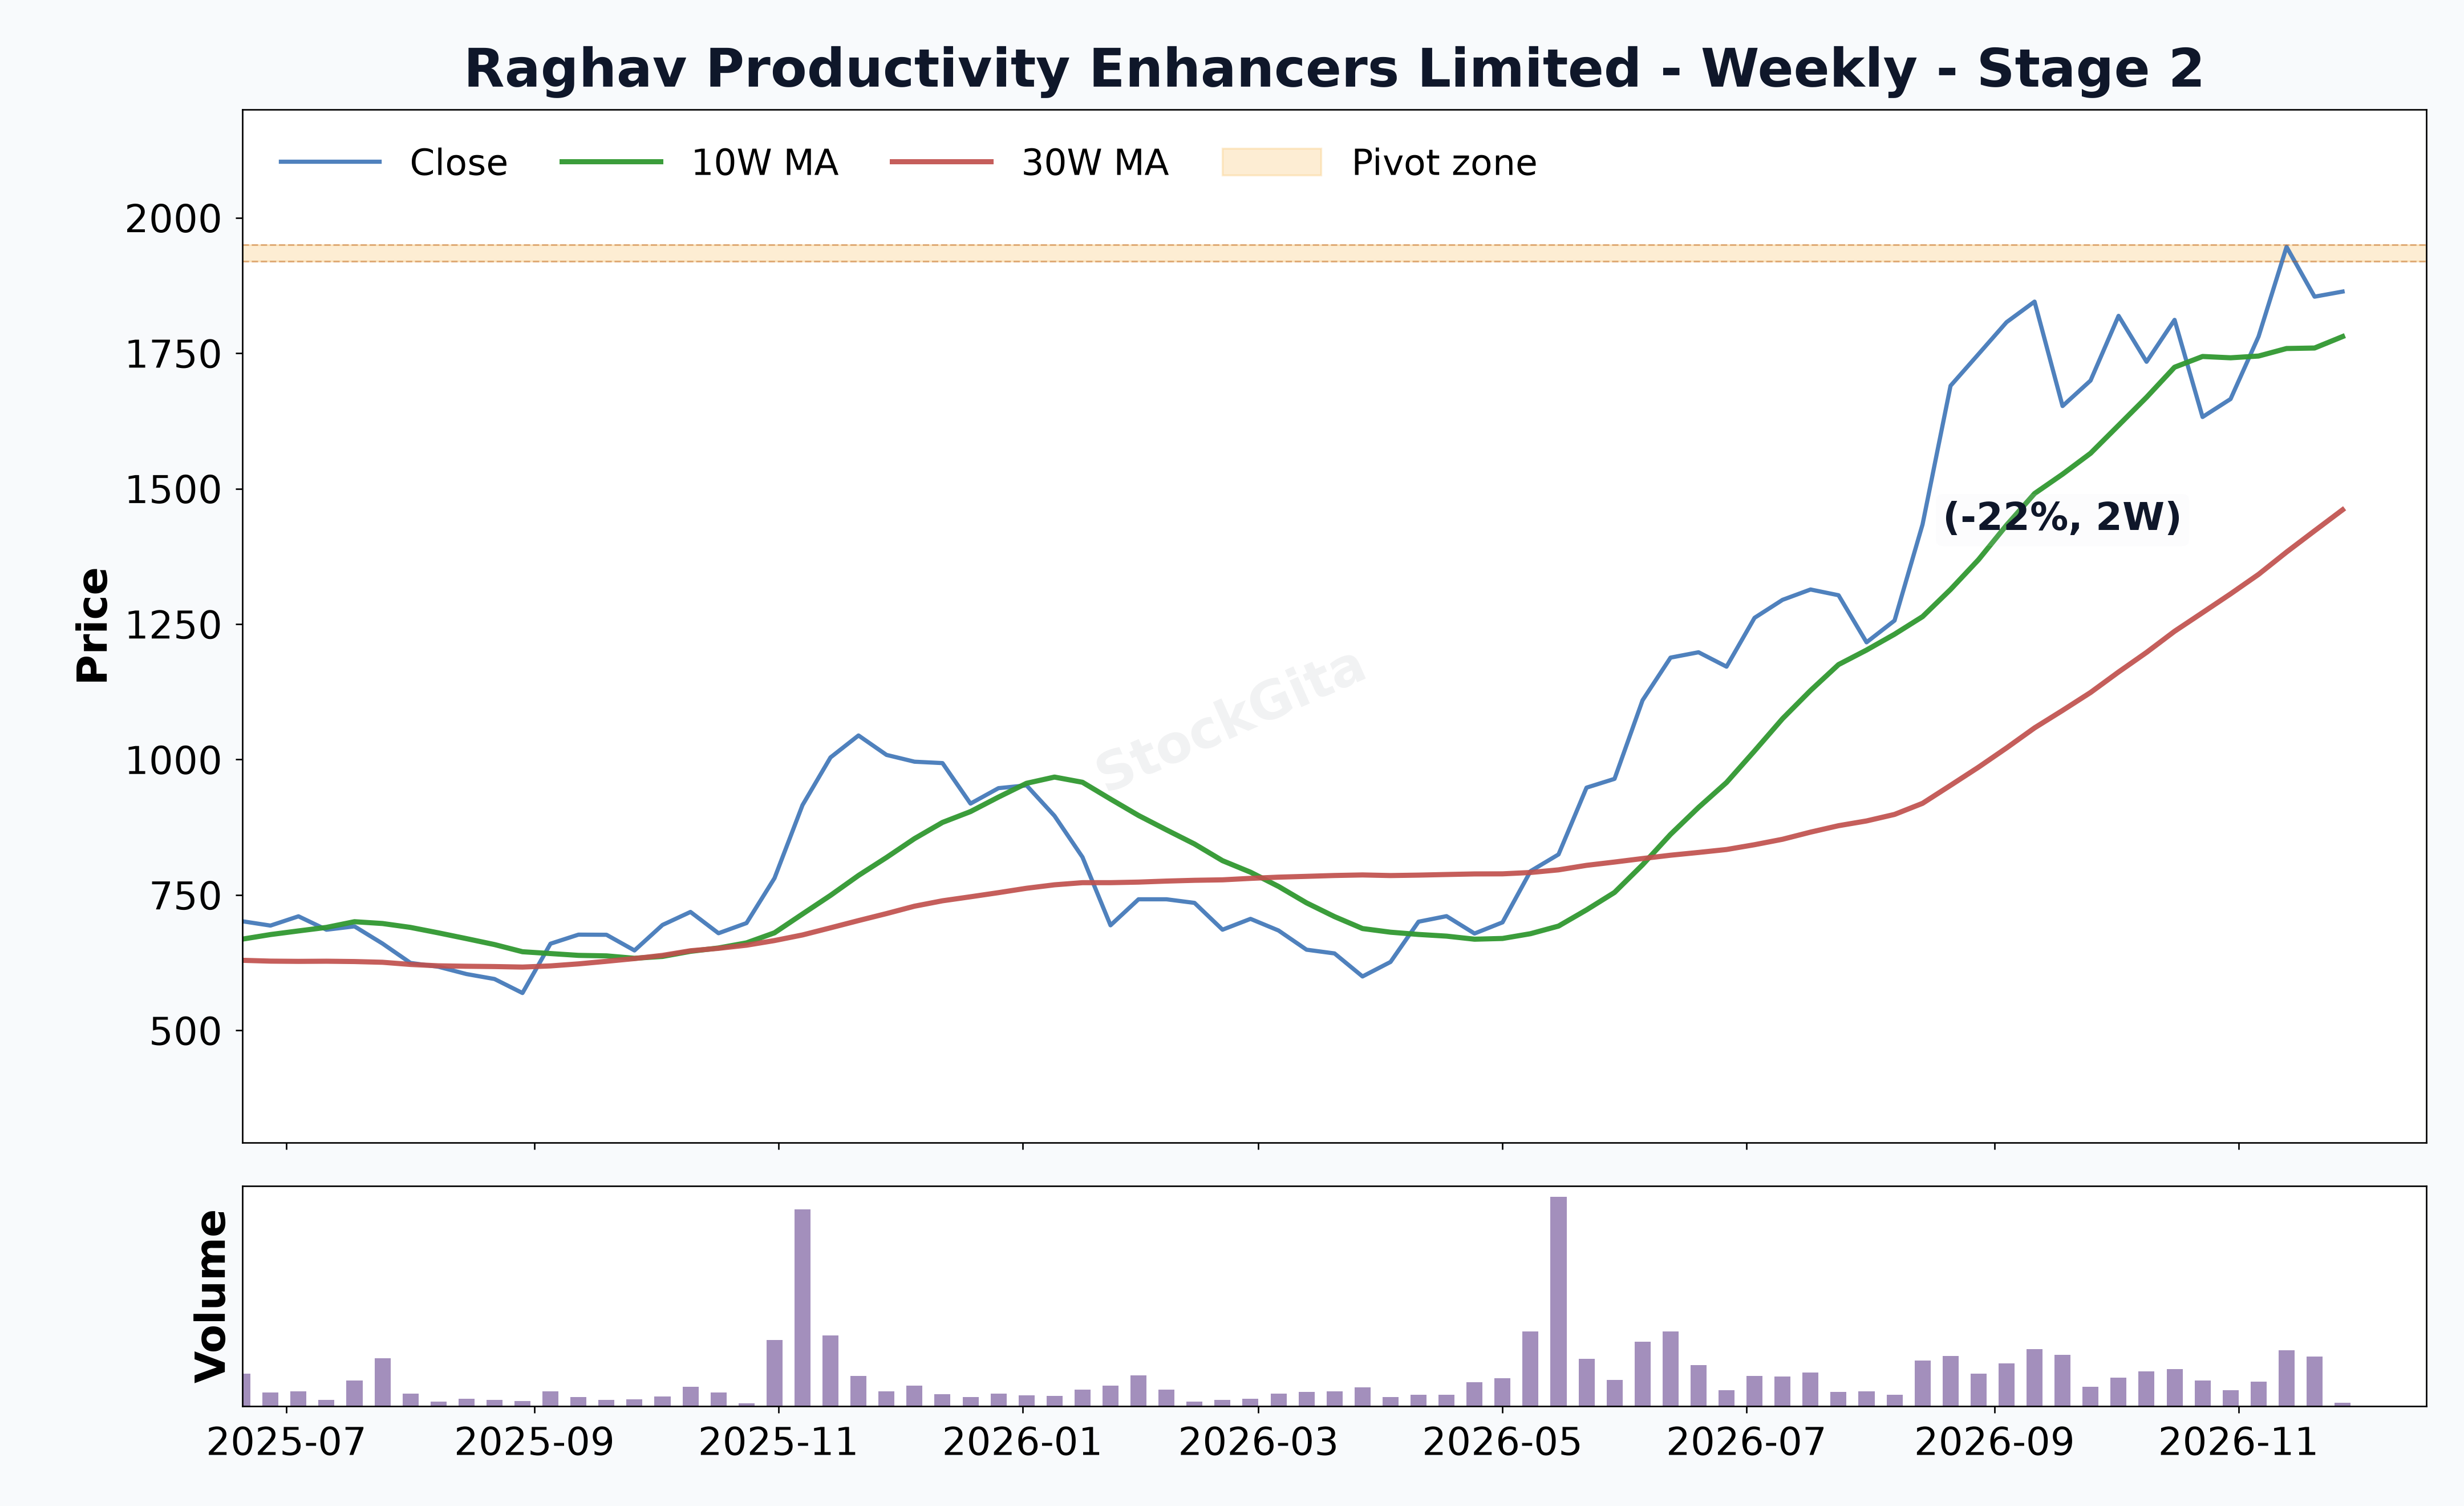 Raghav Productivity Enhancers Limited - Weekly - Stage 2
Close 10W MA 30W MA Pivot zone
2000
1750
1500
1250
1000
750
500
Price
(-22%, 2W)
StockGita
Volume
2025-07 2025-09 2025-11 2026-01 2026-03 2026-05 2026-07 2026-09 2026-11